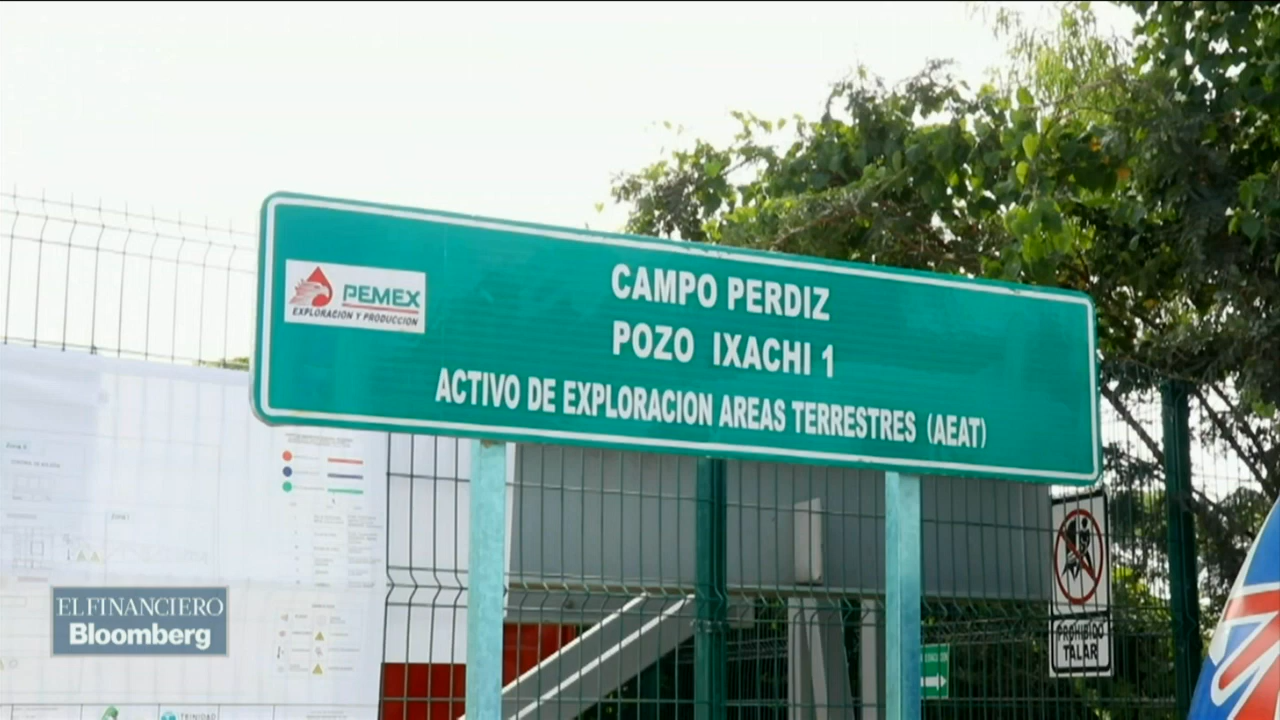 PEMEX
EXPLORACION Y PRODUCCION
CAMPO PERDIZ
POZO IXACHI 1
ACTIVO DE EXPLORACION AREAS TERRESTRES (AEAT)
EL FINANCIERO
Bloomberg
PROHIBIDO
TALAR
TRINIDAD